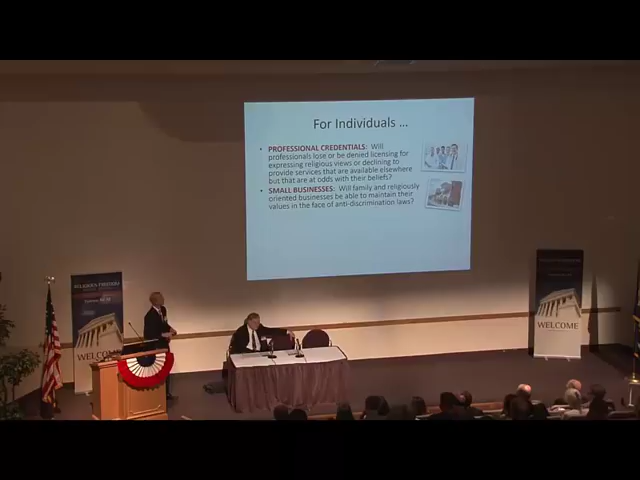 For Individuals ...
• PROFESSIONAL CREDENTIALS: Will
professionals lose or be denied licensing for
expressing religious views or declining to
provide services that are available elsewhere
but that are at odds with their beliefs?
• SMALL BUSINESSES: Will family and religiously
oriented businesses be able to maintain their
values in the face of anti-discrimination laws?
RELIGIOUS FREEDOM
WELCOME
WELCOME